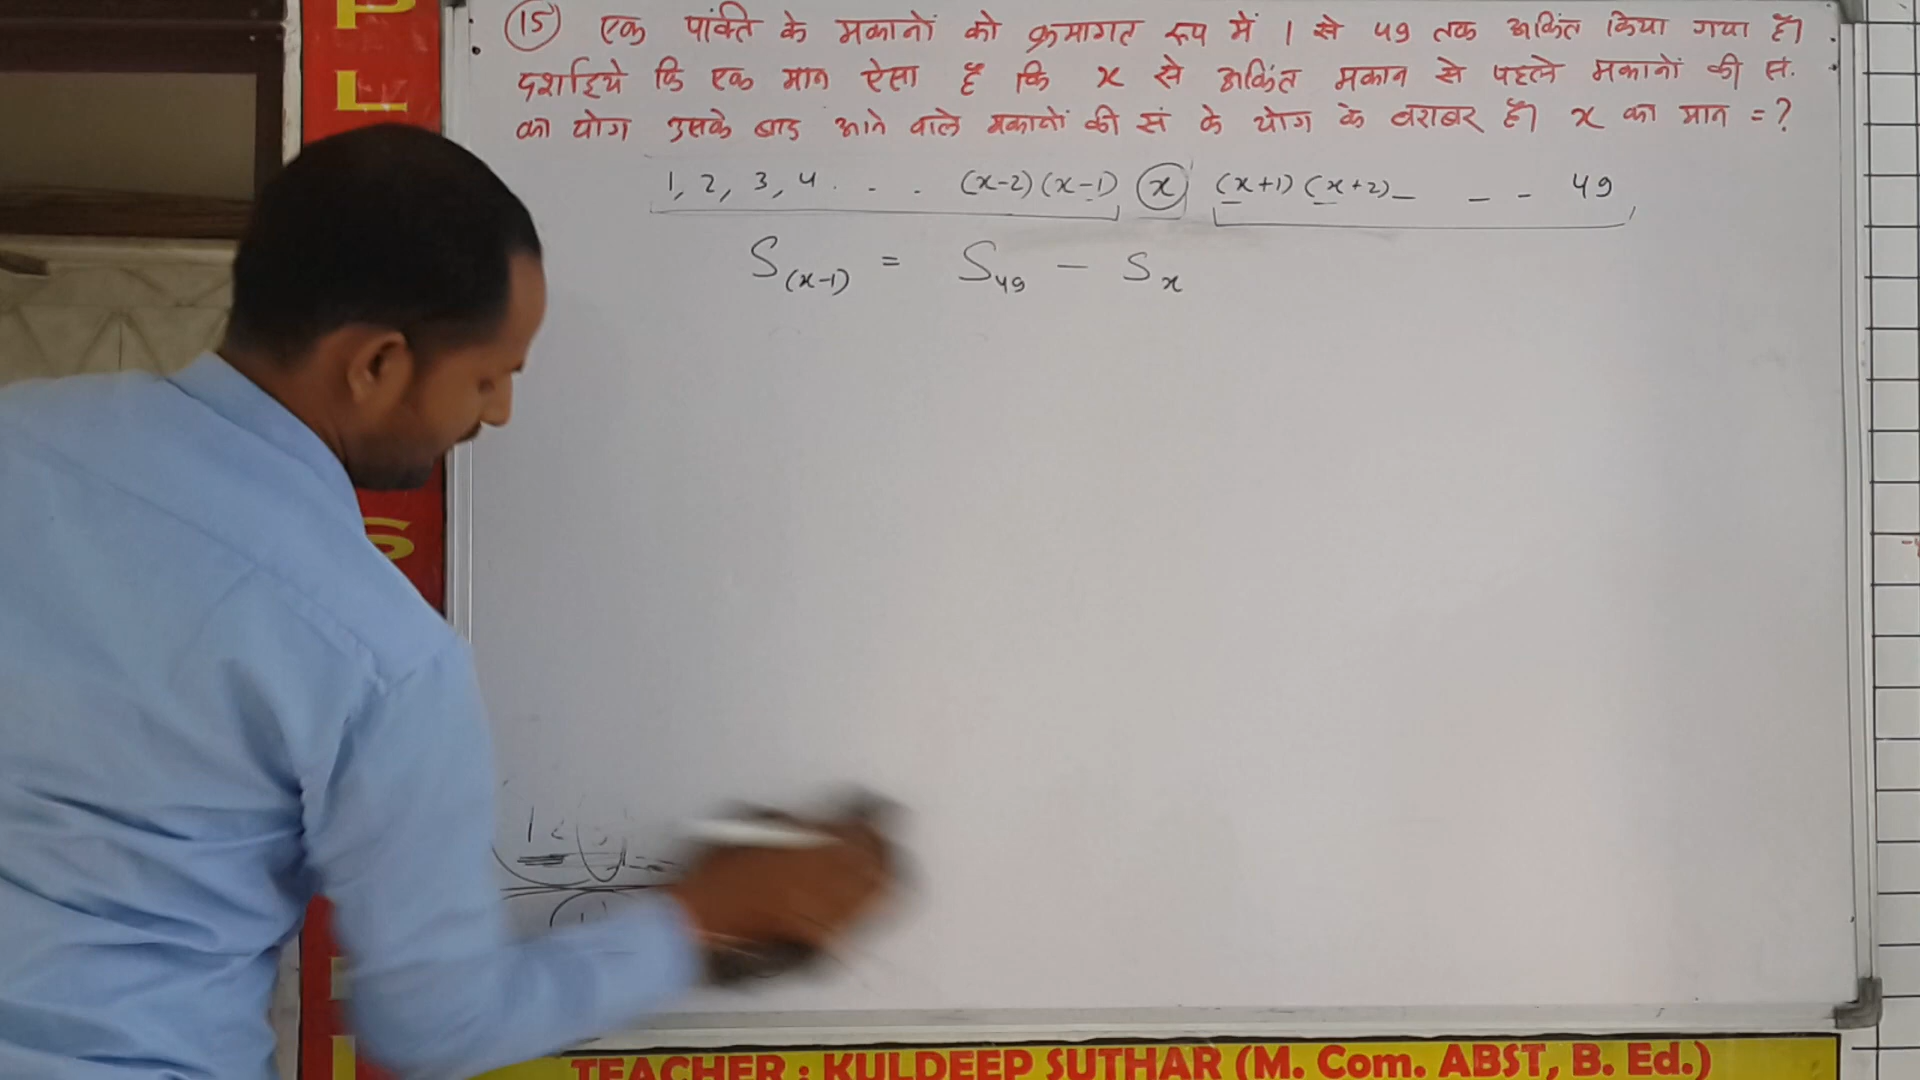 (15) एक पंक्ति के मकानों को क्रमागत रूप में 1 से 49 तक अंकित किया गया है।
दर्शाइये कि एक मान ऐसा है कि x से अंकित मकान से पहले मकानों की सं.
का योग उसके बाद आने वाले मकानों की सं के योग के बराबर है। x का मान = ?
1, 2, 3, 4 . - . (x-2) (x-1) (x) (x+1) (x+2) - - - 49
S(x-1) = S49 - Sx
P
L
S
TEACHER : KULDEEP SUTHAR (M. Com. ABST, B. Ed.)